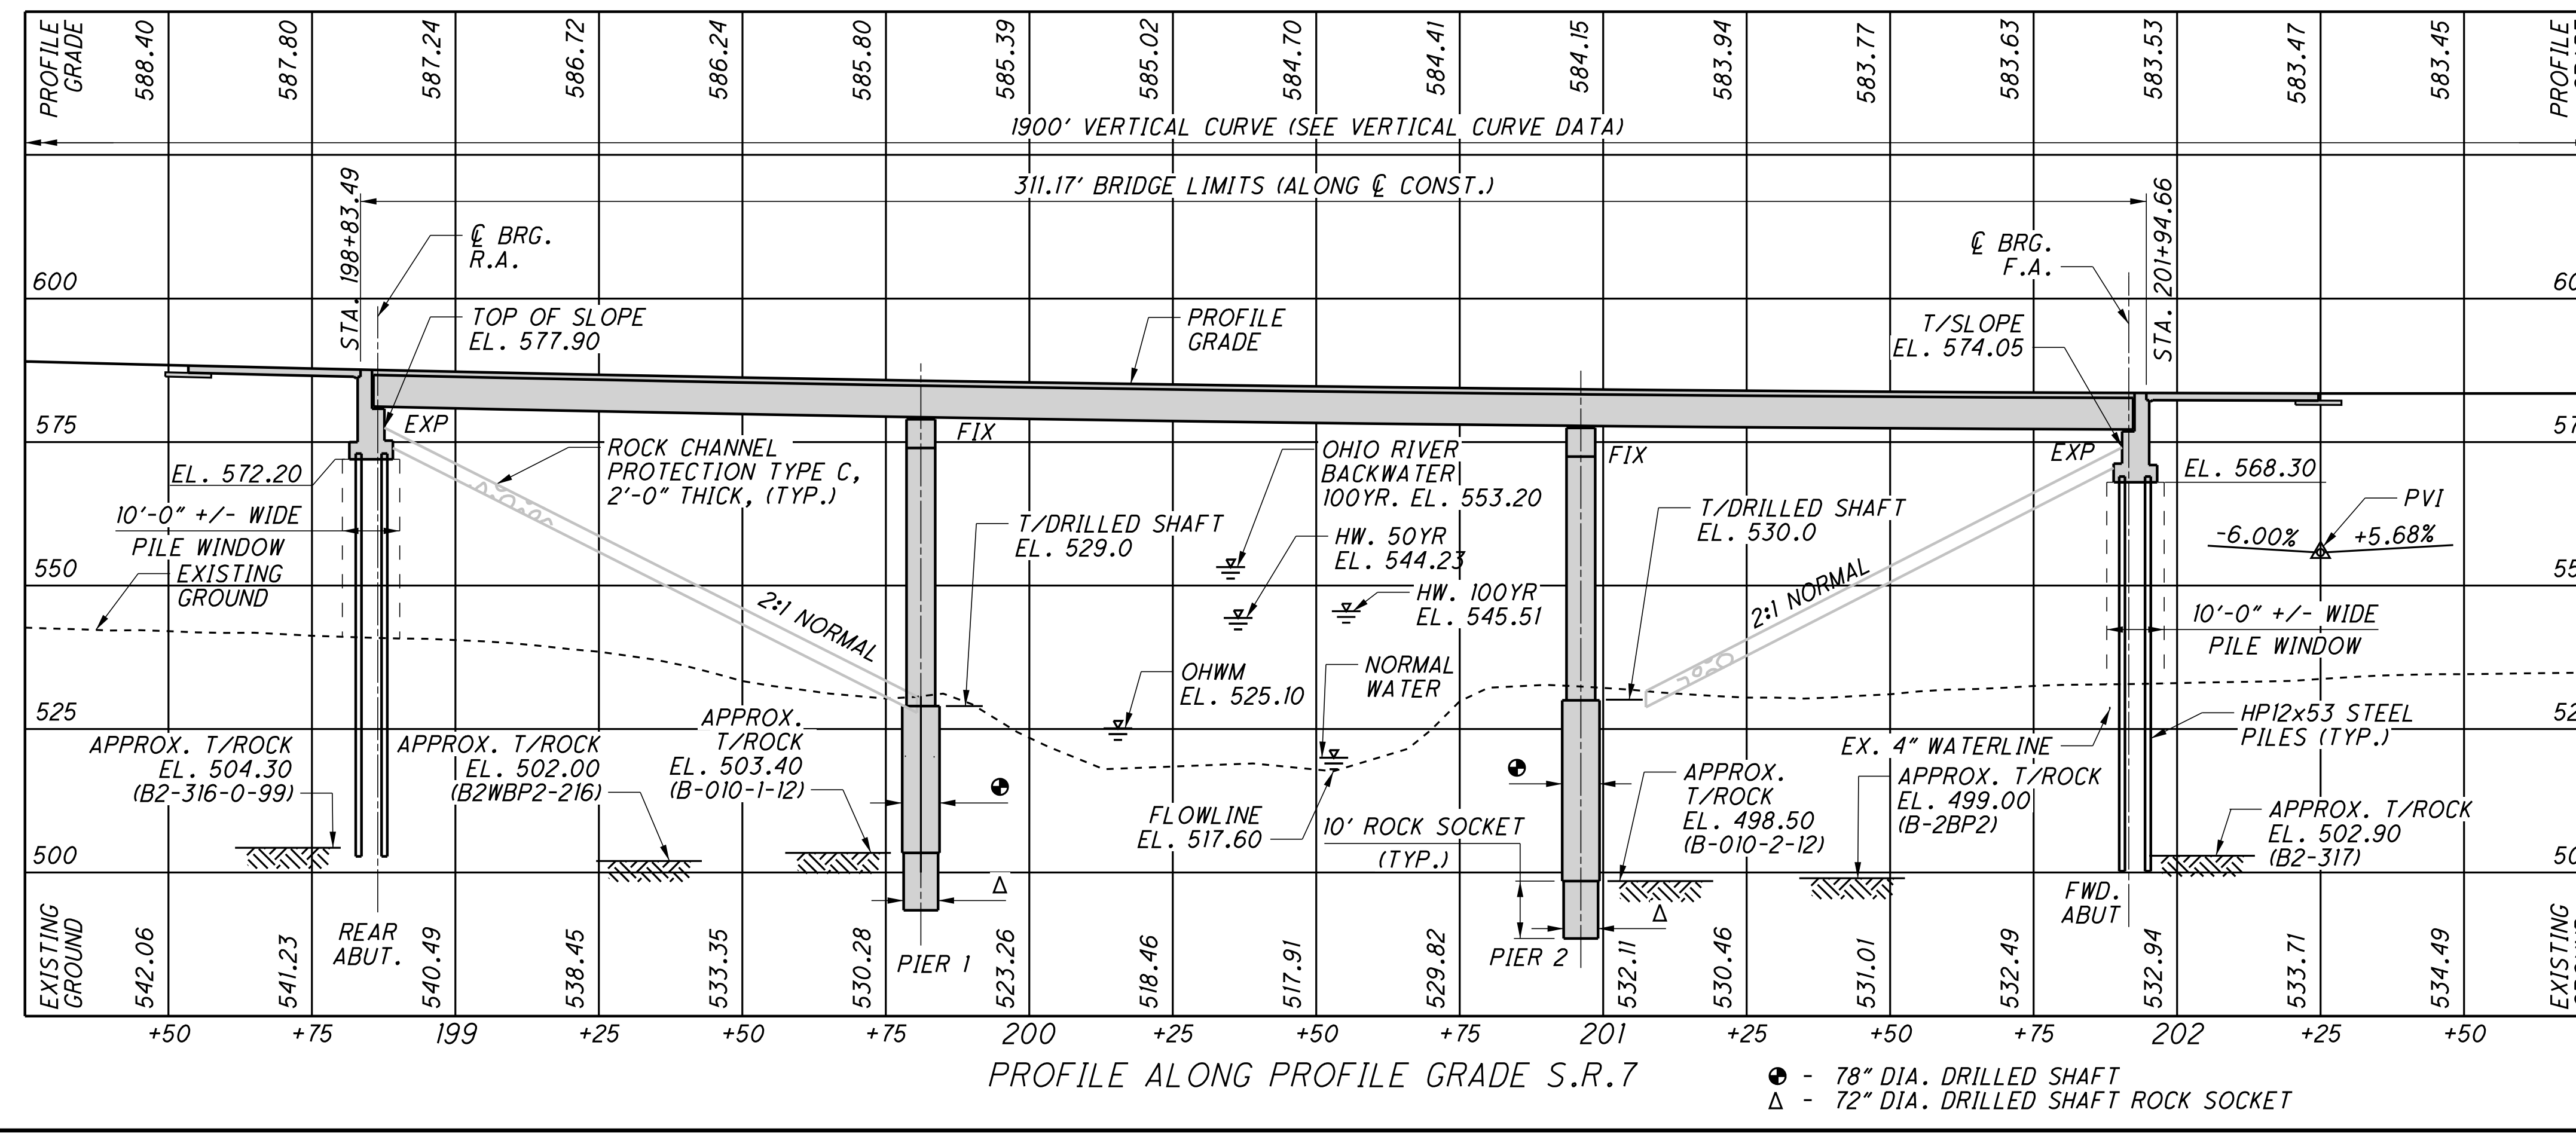 PROFILE
GRADE
588.40
587.80
587.24
586.72
586.24
585.80
585.39
585.02
584.70
584.41
584.15
583.94
583.77
583.63
583.53
583.47
583.45
PROFILE
1900' VERTICAL CURVE (SEE VERTICAL CURVE DATA)
311.17' BRIDGE LIMITS (ALONG ℄ CONST.)
STA. 198+83.49
STA. 201+94.66
℄ BRG.
R.A.
℄ BRG.
F.A.
600
TOP OF SLOPE
EL. 577.90
PROFILE
GRADE
T/SLOPE
EL. 574.05
575
EXP
FIX
FIX
EXP
ROCK CHANNEL
PROTECTION TYPE C,
2'-0" THICK, (TYP.)
OHIO RIVER
BACKWATER
100YR. EL. 553.20
EL. 572.20
EL. 568.30
10'-0" +/- WIDE
PILE WINDOW
T/DRILLED SHAFT
EL. 529.0
HW. 50YR
EL. 544.23
T/DRILLED SHAFT
EL. 530.0
PVI
-6.00%
+5.68%
550
EXISTING
GROUND
2:1 NORMAL
HW. 100YR
EL. 545.51
2:1 NORMAL
10'-0" +/- WIDE
PILE WINDOW
OHWM
EL. 525.10
NORMAL
WATER
525
APPROX. T/ROCK
EL. 504.30
(B2-316-0-99)
APPROX. T/ROCK
EL. 502.00
(B2WBP2-216)
APPROX.
T/ROCK
EL. 503.40
(B-010-1-12)
FLOWLINE
EL. 517.60
10' ROCK SOCKET
(TYP.)
APPROX.
T/ROCK
EL. 498.50
(B-010-2-12)
EX. 4" WATERLINE
APPROX. T/ROCK
EL. 499.00
(B-2BP2)
HP12x53 STEEL
PILES (TYP.)
APPROX. T/ROCK
EL. 502.90
(B2-317)
500
Δ
Δ
REAR
ABUT.
PIER 1
PIER 2
FWD.
ABUT
EXISTING
GROUND
542.06
541.23
540.49
538.45
533.35
530.28
523.26
518.46
517.91
529.82
532.11
530.46
531.01
532.49
532.94
533.71
534.49
EXISTING
+50
+75
199
+25
+50
+75
200
+25
+50
+75
201
+25
+50
+75
202
+25
+50
PROFILE ALONG PROFILE GRADE S.R.7
- 78" DIA. DRILLED SHAFT
Δ - 72" DIA. DRILLED SHAFT ROCK SOCKET